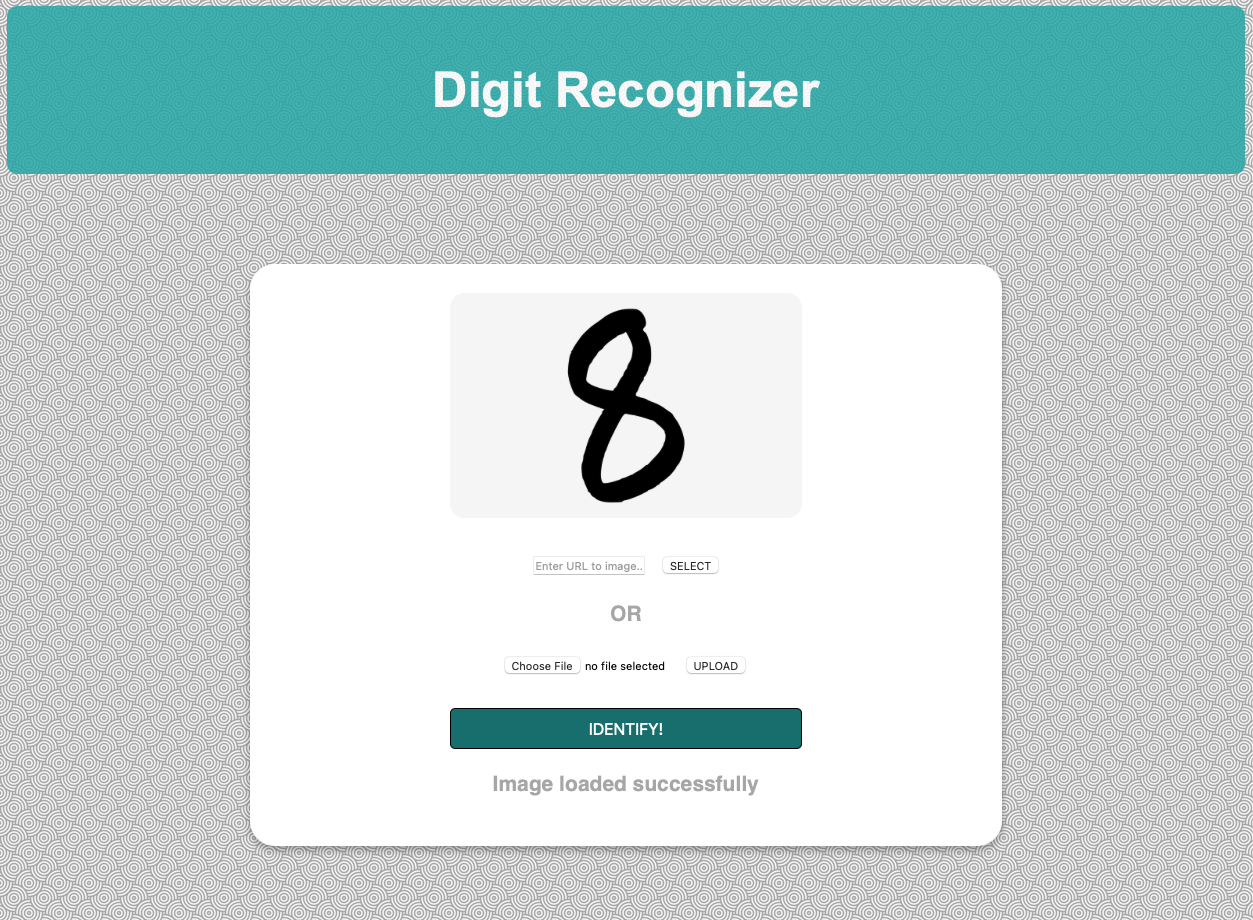 Digit Recognizer
8
Enter URL to image.. SELECT
OR
Choose File no file selected UPLOAD
IDENTIFY!
Image loaded successfully